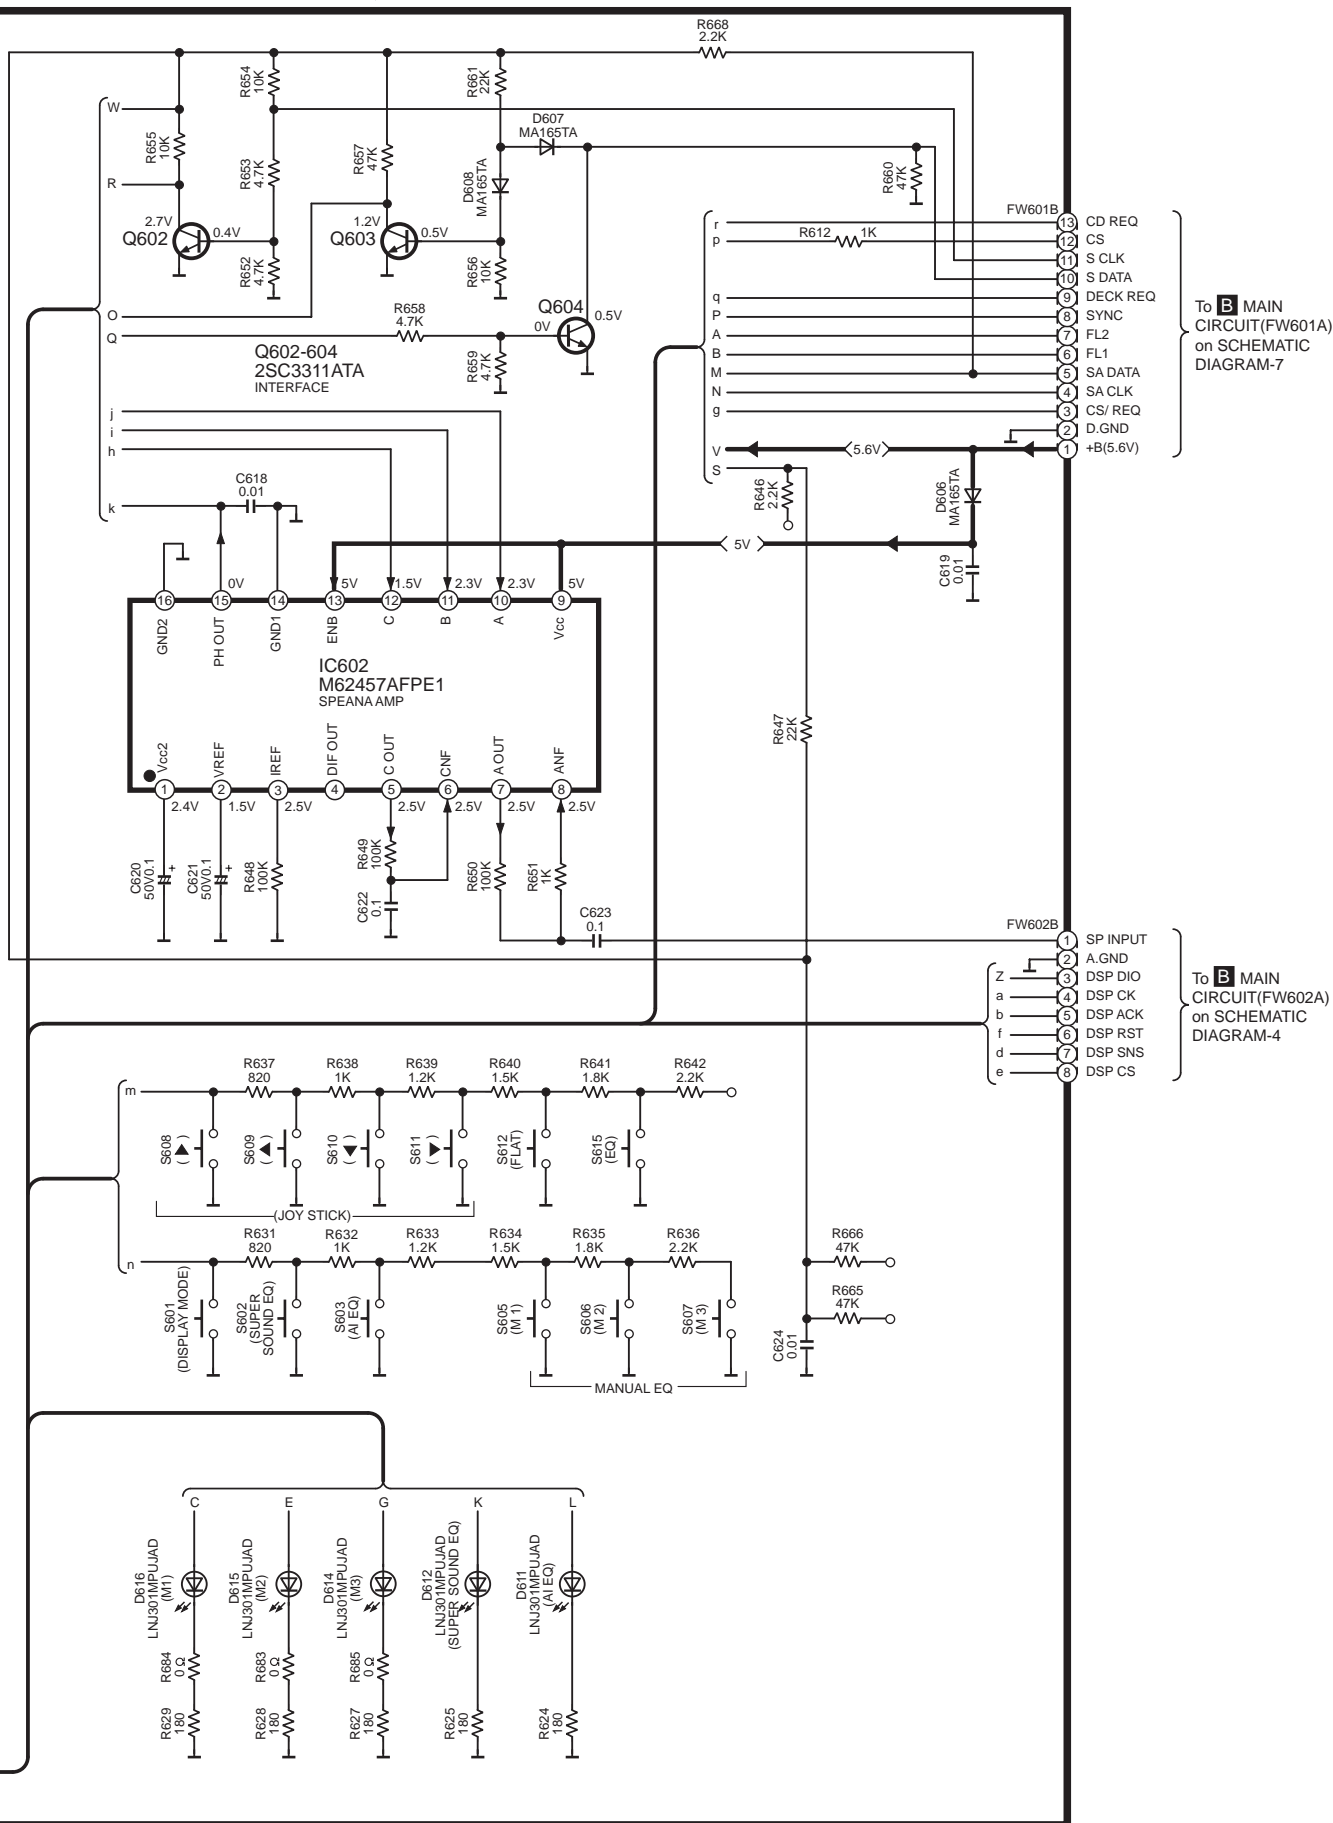 R668
2.2K
R654
10K
R661
22K
D607
MA165TA
W
R655
10K
R653
4.7K
R657
47K
D608
MA165TA
R660
47K
R
2.7V
Q602
0.4V
1.2V
Q603
0.5V
R652
4.7K
R656
10K
O
Q
R658
4.7K
Q604
0V
0.5V
R659
4.7K
Q602-604
2SC3311ATA
INTERFACE
j
i
h
k
C618
0.01
FW601B
r
13 CD REQ
p
R612 1K
12 CS
11 S CLK
10 S DATA
q
9 DECK REQ
P
8 SYNC
A
7 FL2
B
6 FL1
M
5 SA DATA
N
4 SA CLK
g
3 CS/ REQ
2 D.GND
V
5.6V
1 +B(5.6V)
S
To B MAIN
CIRCUIT(FW601A)
on SCHEMATIC
DIAGRAM-7
R646
2.2K
D606
MA165TA
5V
C619
0.01
0V
5V
1.5V
2.3V
2.3V
5V
16
15
14
13
12
11
10
9
GND2
PH OUT
GND1
ENB
C
B
A
Vcc
IC602
M62457AFPE1
SPEANA AMP
Vcc2
VREF
IREF
DIF OUT
C OUT
CNF
A OUT
ANF
1
2
3
4
5
6
7
8
2.4V
1.5V
2.5V
2.5V
2.5V
2.5V
2.5V
R647
22K
C620
50V0.1
+
C621
50V0.1
+
R648
100K
R649
100K
C622
0.1
R650
100K
R651
1K
C623
0.1
FW602B
1 SP INPUT
2 A.GND
Z
3 DSP DIO
a
4 DSP CK
b
5 DSP ACK
f
6 DSP RST
d
7 DSP SNS
e
8 DSP CS
To B MAIN
CIRCUIT(FW602A)
on SCHEMATIC
DIAGRAM-4
m
R637
820
R638
1K
R639
1.2K
R640
1.5K
R641
1.8K
R642
2.2K
S608
(▲)
S609
(◀)
S610
(▼)
S611
(▶)
S612
(FLAT)
S615
(EQ)
(JOY STICK)
n
R631
820
R632
1K
R633
1.2K
R634
1.5K
R635
1.8K
R636
2.2K
S601
(DISPLAY MODE)
S602
(SUPER
SOUND EQ)
S603
(AI EQ)
S605
(M 1)
S606
(M 2)
S607
(M 3)
MANUAL EQ
R666
47K
R665
47K
C624
0.01
C
E
G
K
L
D616
LNJ301MPUJAD
(M1)
D615
LNJ301MPUJAD
(M2)
D614
LNJ301MPUJAD
(M3)
D612
LNJ301MPUJAD
(SUPER SOUND EQ)
D611
LNJ301MPUJAD
(AI EQ)
R684
0 Ω
R683
0 Ω
R685
0 Ω
R629
180
R628
180
R627
180
R625
180
R624
180